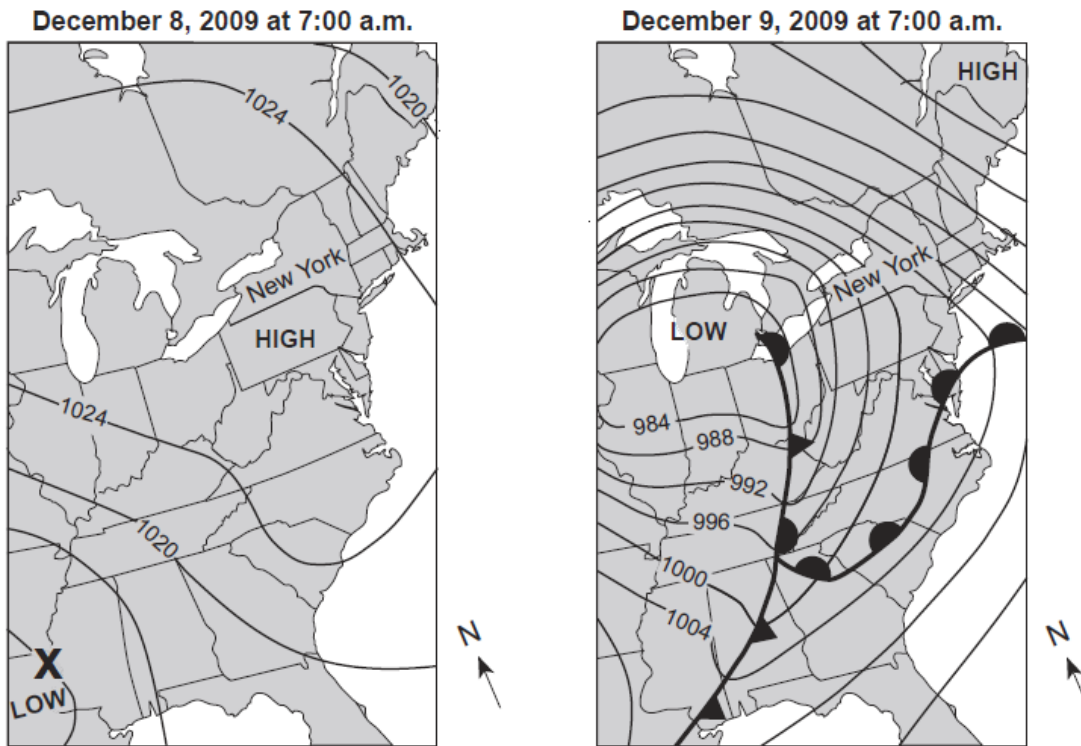 December 8, 2009 at 7:00 a.m.
1024
1020
New York
HIGH
1024
1020
X
LOW
N
December 9, 2009 at 7:00 a.m.
HIGH
New York
LOW
984
988
992
996
1000
1004
N